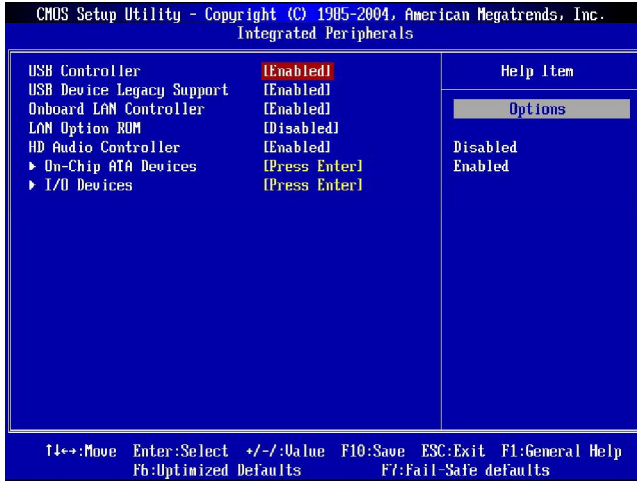 CMOS Setup Utility - Copyright (C) 1985-2004, American Megatrends, Inc.
Integrated Peripherals
USB Controller [Enabled]
USB Device Legacy Support [Enabled]
Onboard LAN Controller [Enabled]
LAN Option ROM [Disabled]
HD Audio Controller [Enabled]
▶ On-Chip ATA Devices [Press Enter]
▶ I/O Devices [Press Enter]
Help Item
Options
Disabled
Enabled
↑↓←→:Move Enter:Select +/-/:Value F10:Save ESC:Exit F1:General Help
F6:Optimized Defaults F7:Fail-Safe defaults